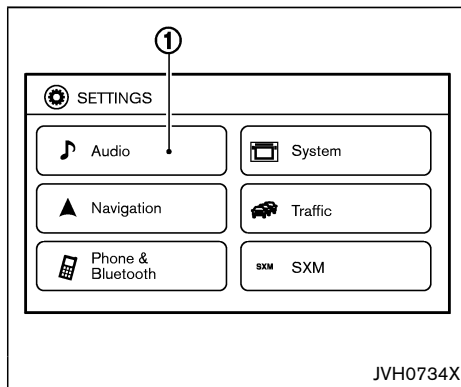 ①
SETTINGS
Audio
System
Navigation
Traffic
Phone &
Bluetooth
SXM SXM
JVH0734X